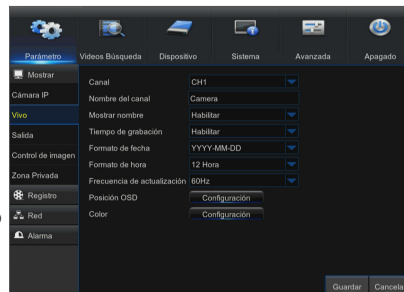 Parámetro Videos Búsqueda Dispositivo Sistema Avanzada Apagado
Mostrar
Cámara IP
Vivo
Salida
Control de imagen
Zona Privada
Registro
Red
Alarma
Canal CH1
Nombre del canal Camera
Mostrar nombre Habilitar
Tiempo de grabación Habilitar
Formato de fecha YYYY-MM-DD
Formato de hora 12 Hora
Frecuencia de actualización 60Hz
Posición OSD Configuración
Color Configuración
Guardar Cancela